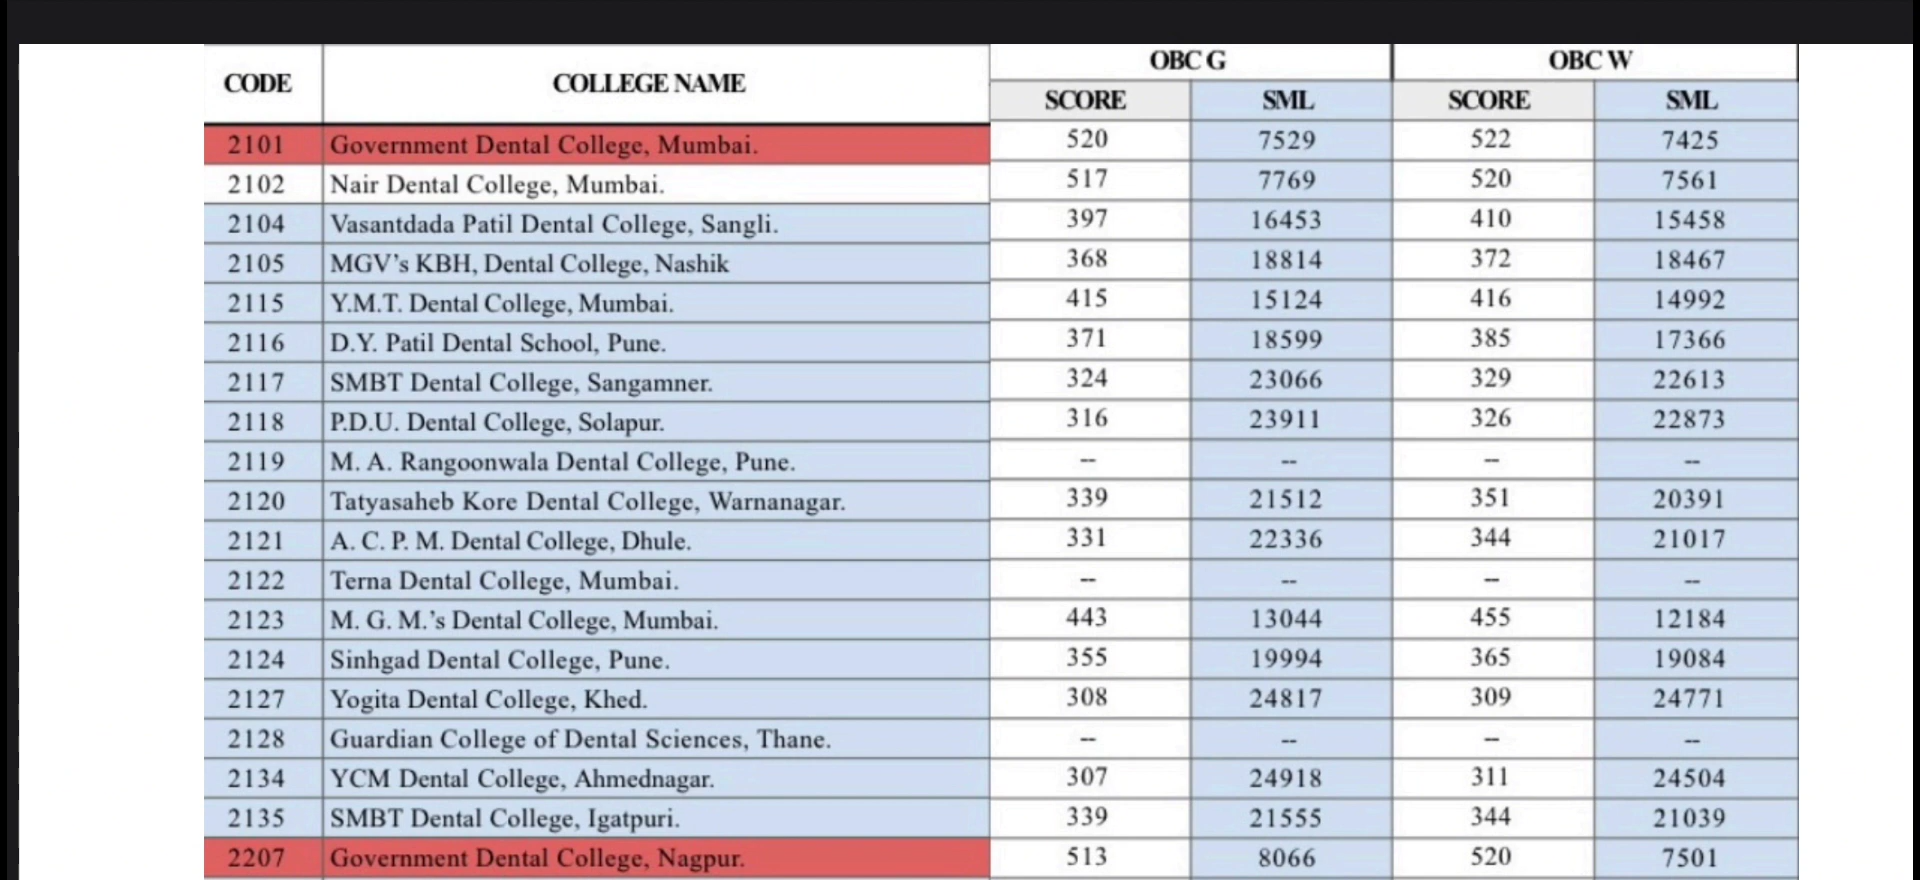 CODE COLLEGE NAME OBC G OBC W
SCORE SML SCORE SML
2101 Government Dental College, Mumbai. 520 7529 522 7425
2102 Nair Dental College, Mumbai. 517 7769 520 7561
2104 Vasantdada Patil Dental College, Sangli. 397 16453 410 15458
2105 MGV's KBH, Dental College, Nashik 368 18814 372 18467
2115 Y.M.T. Dental College, Mumbai. 415 15124 416 14992
2116 D.Y. Patil Dental School, Pune. 371 18599 385 17366
2117 SMBT Dental College, Sangamner. 324 23066 329 22613
2118 P.D.U. Dental College, Solapur. 316 23911 326 22873
2119 M. A. Rangoonwala Dental College, Pune. -- -- -- --
2120 Tatyasaheb Kore Dental College, Warnanagar. 339 21512 351 20391
2121 A. C. P. M. Dental College, Dhule. 331 22336 344 21017
2122 Terna Dental College, Mumbai. -- -- -- --
2123 M. G. M.'s Dental College, Mumbai. 443 13044 455 12184
2124 Sinhgad Dental College, Pune. 355 19994 365 19084
2127 Yogita Dental College, Khed. 308 24817 309 24771
2128 Guardian College of Dental Sciences, Thane. -- -- -- --
2134 YCM Dental College, Ahmednagar. 307 24918 311 24504
2135 SMBT Dental College, Igatpuri. 339 21555 344 21039
2207 Government Dental College, Nagpur. 513 8066 520 7501